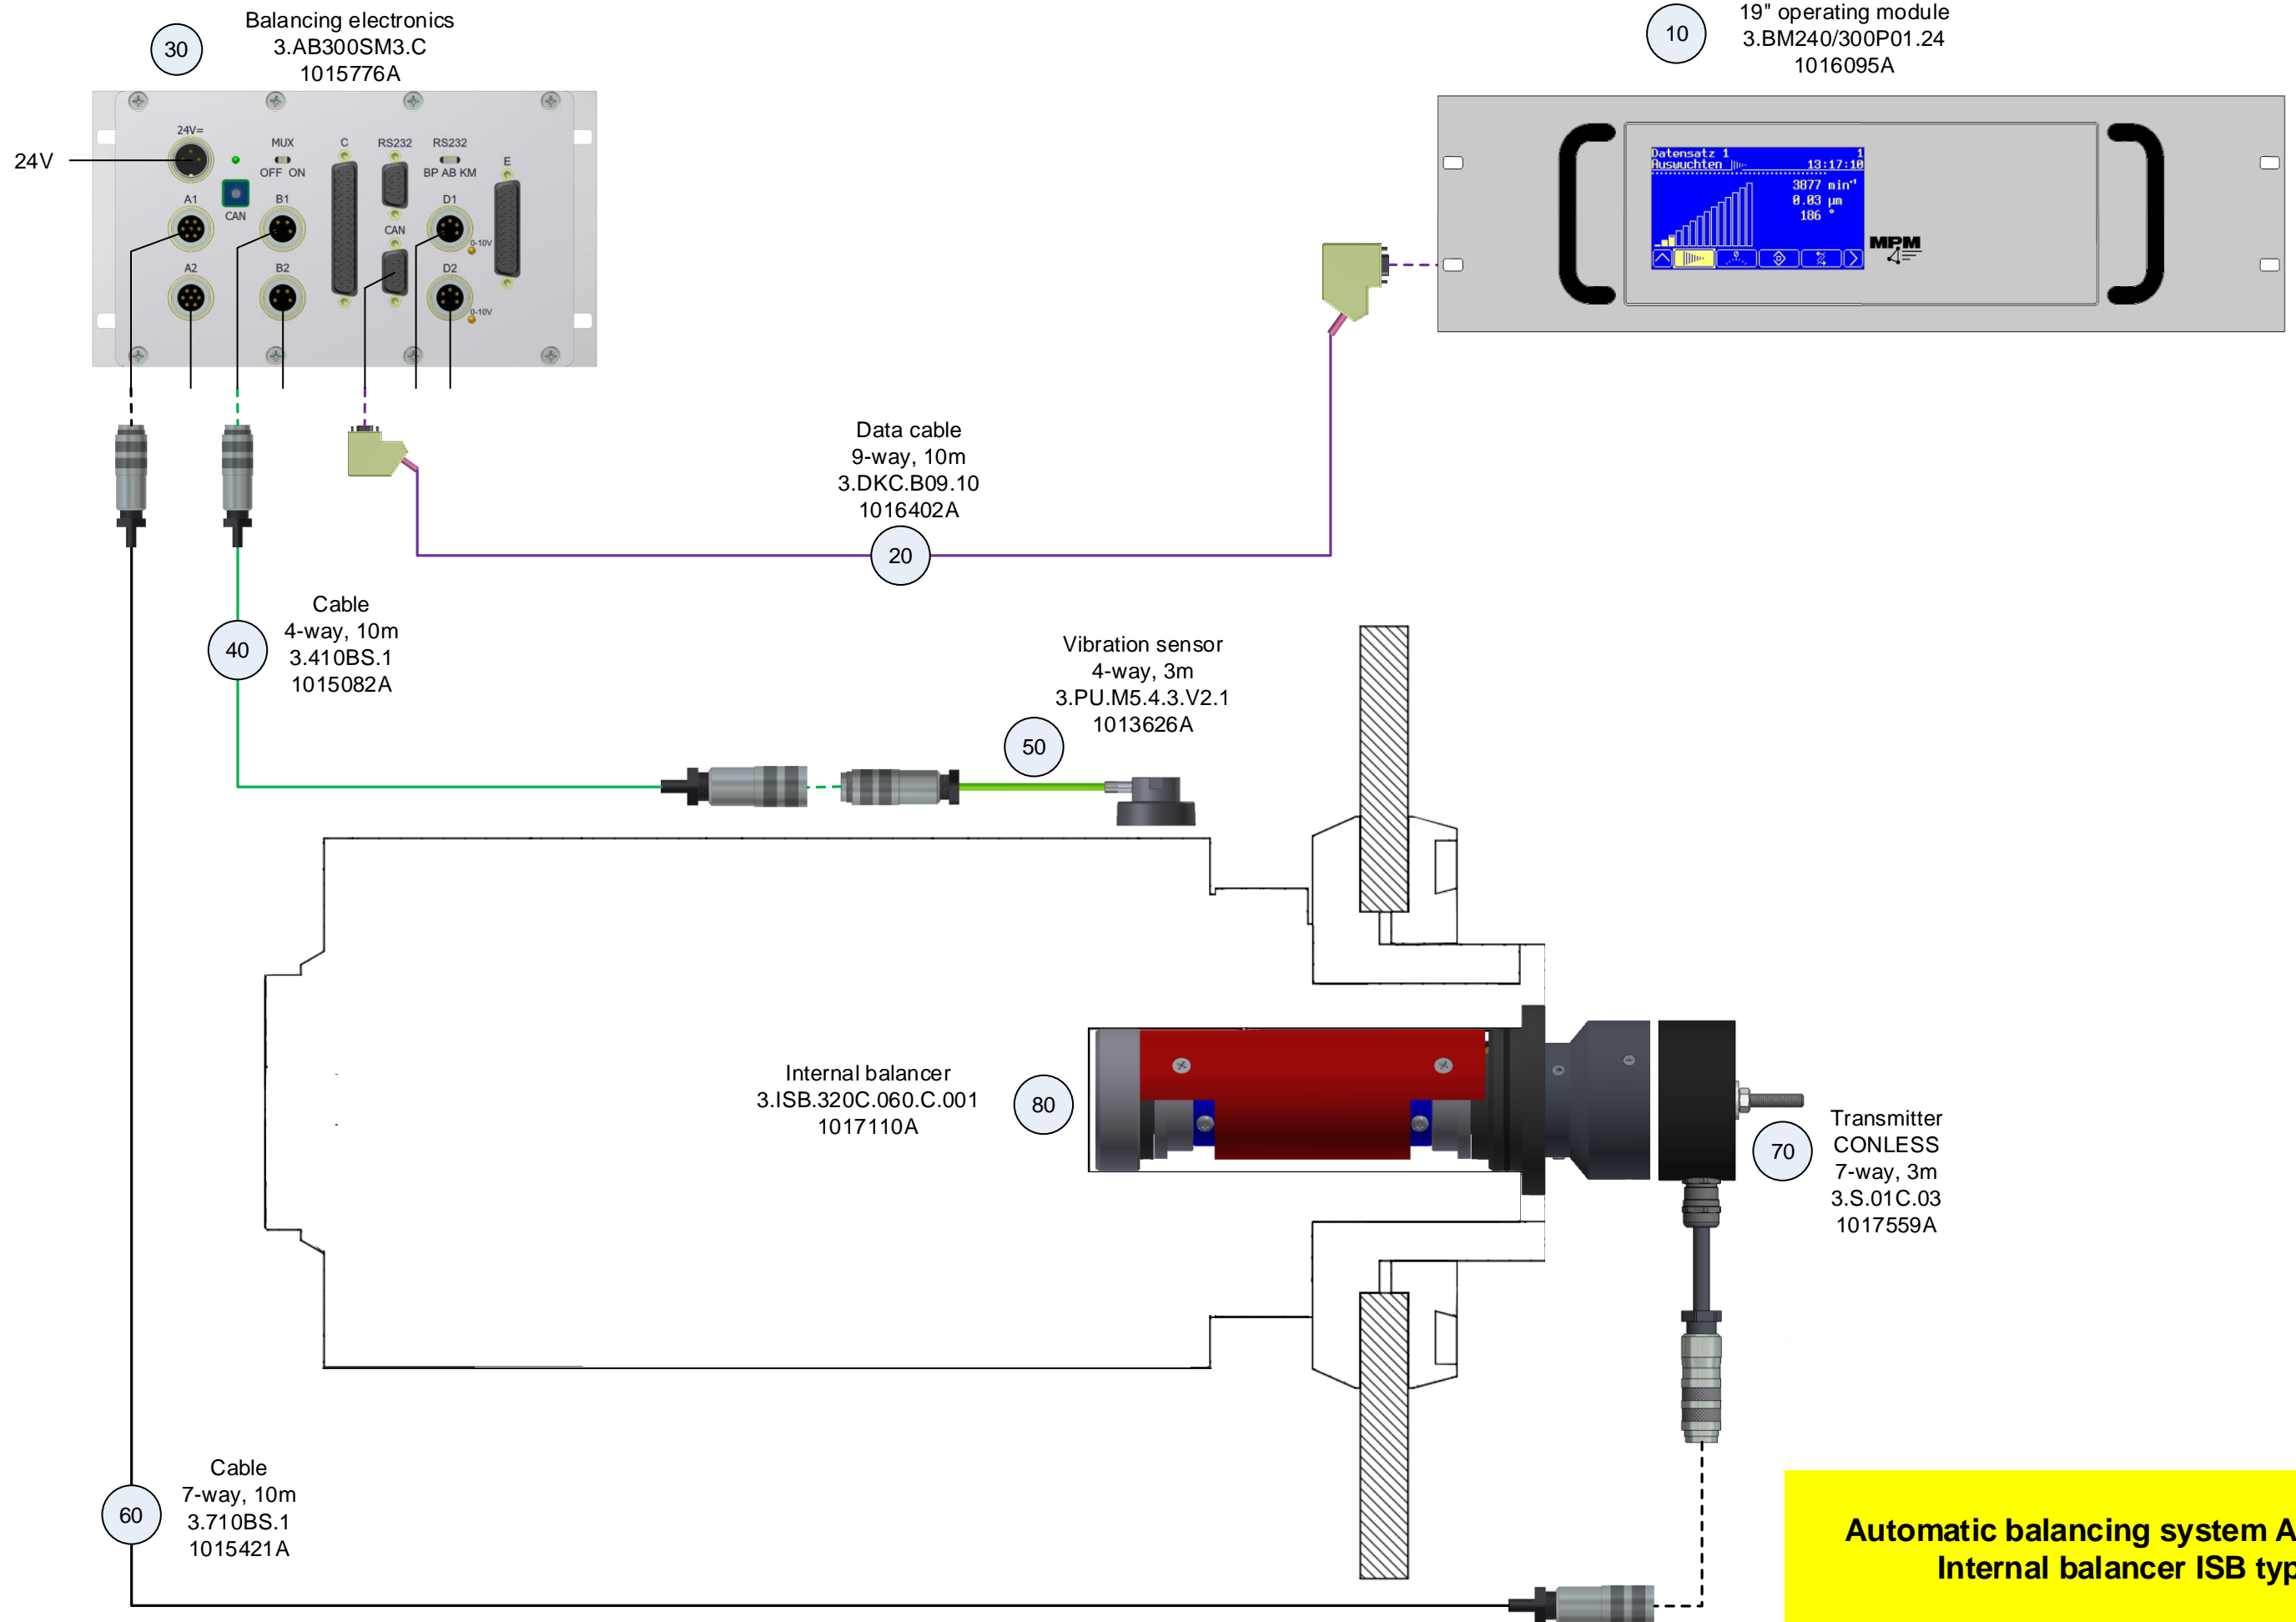 Balancing electronics
3.AB300SM3.C
1015776A
30
19" operating module
3.BM240/300P01.24
1016095A
10
24V
24V=
MUX
OFF ON
C
RS232
RS232
BP AB KM
E
CAN
A1
B1
CAN
D1
0-10V
A2
B2
D2
0-10V
Datensatz 1 1
Auswuchten 13:17:10
3877 min⁻¹
0.03 µm
186 °
MPM
Data cable
9-way, 10m
3.DKC.B09.10
1016402A
20
Cable
4-way, 10m
3.410BS.1
1015082A
40
Vibration sensor
4-way, 3m
3.PU.M5.4.3.V2.1
1013626A
50
Internal balancer
3.ISB.320C.060.C.001
1017110A
80
Transmitter
CONLESS
7-way, 3m
3.S.01C.03
1017559A
70
Cable
7-way, 10m
3.710BS.1
1015421A
60
Automatic balancing system A
Internal balancer ISB typ